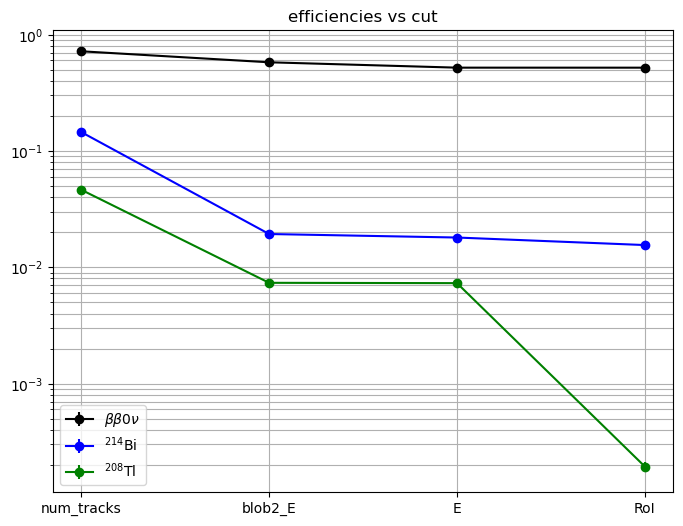 efficiencies vs cut
10⁰
10⁻¹
10⁻²
10⁻³
ββ0ν
²¹⁴Bi
²⁰⁸Tl
num_tracks blob2_E E RoI